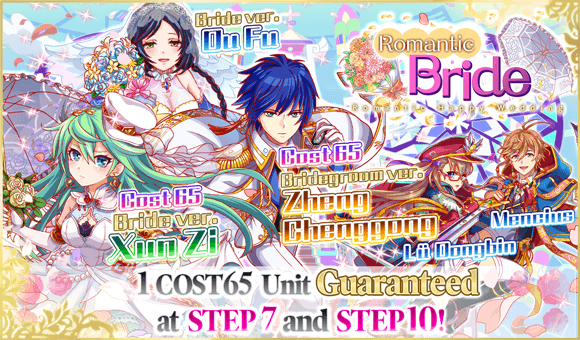 Bride ver.
Du Fu
Romantic
Bride
Romantic Happy Wedding
Cost 65
Bridegroom ver.
Zheng
Chenggong
Cost 65
Bride ver.
Xun Zi
Mencius
Lü Dongbin
1 COST65 Unit Guaranteed
at STEP 7 and STEP 10!